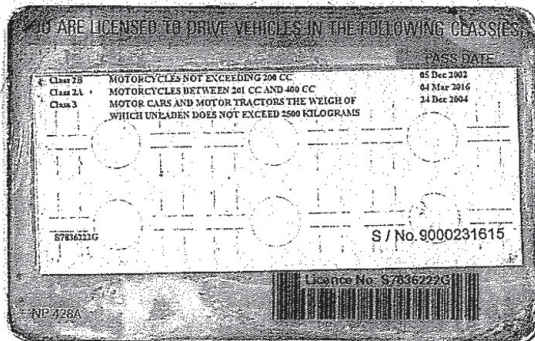 YOU ARE LICENSED TO DRIVE VEHICLES IN THE FOLLOWING CLASS(ES)
PASS DATE
Class 2B MOTORCYCLES NOT EXCEEDING 200 CC 05 Dec 2002
Class 2A MOTORCYCLES BETWEEN 201 CC AND 400 CC 04 Mar 2016
Class 3 MOTOR CARS AND MOTOR TRACTORS THE WEIGH OF 24 Dec 2004
WHICH UNLADEN DOES NOT EXCEED 2500 KILOGRAMS
S7836222G
S / No. 9000231615
Licence No: S7836222G
NP 428A